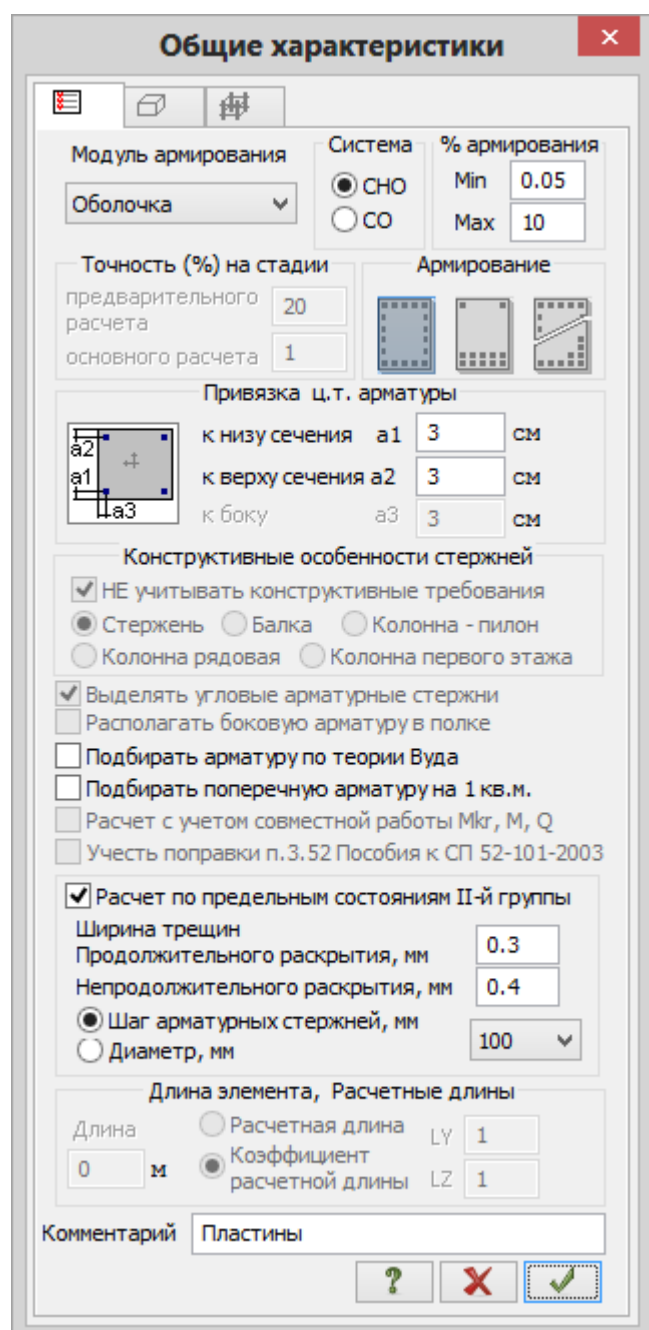 Общие характеристики
Модуль армирования
Оболочка
Система
СНО
СО
% армирования
Min 0.05
Max 10
Точность (%) на стадии
предварительного расчета 20
основного расчета 1
Армирование
Привязка ц.т. арматуры
a2
a1
a3
к низу сечения a1 3 см
к верху сечения a2 3 см
к боку a3 3 см
Конструктивные особенности стержней
НЕ учитывать конструктивные требования
Стержень Балка Колонна - пилон
Колонна рядовая Колонна первого этажа
Выделять угловые арматурные стержни
Располагать боковую арматуру в полке
Подбирать арматуру по теории Вуда
Подбирать поперечную арматуру на 1 кв.м.
Расчет с учетом совместной работы Mkr, M, Q
Учесть поправки п.3.52 Пособия к СП 52-101-2003
Расчет по предельным состояниям II-й группы
Ширина трещин
Продолжительного раскрытия, мм 0.3
Непродолжительного раскрытия, мм 0.4
Шаг арматурных стержней, мм
Диаметр, мм
100
Длина элемента, Расчетные длины
Длина
0 м
Расчетная длина
Коэффициент
расчетной длины
LY 1
LZ 1
Комментарий Пластины
?